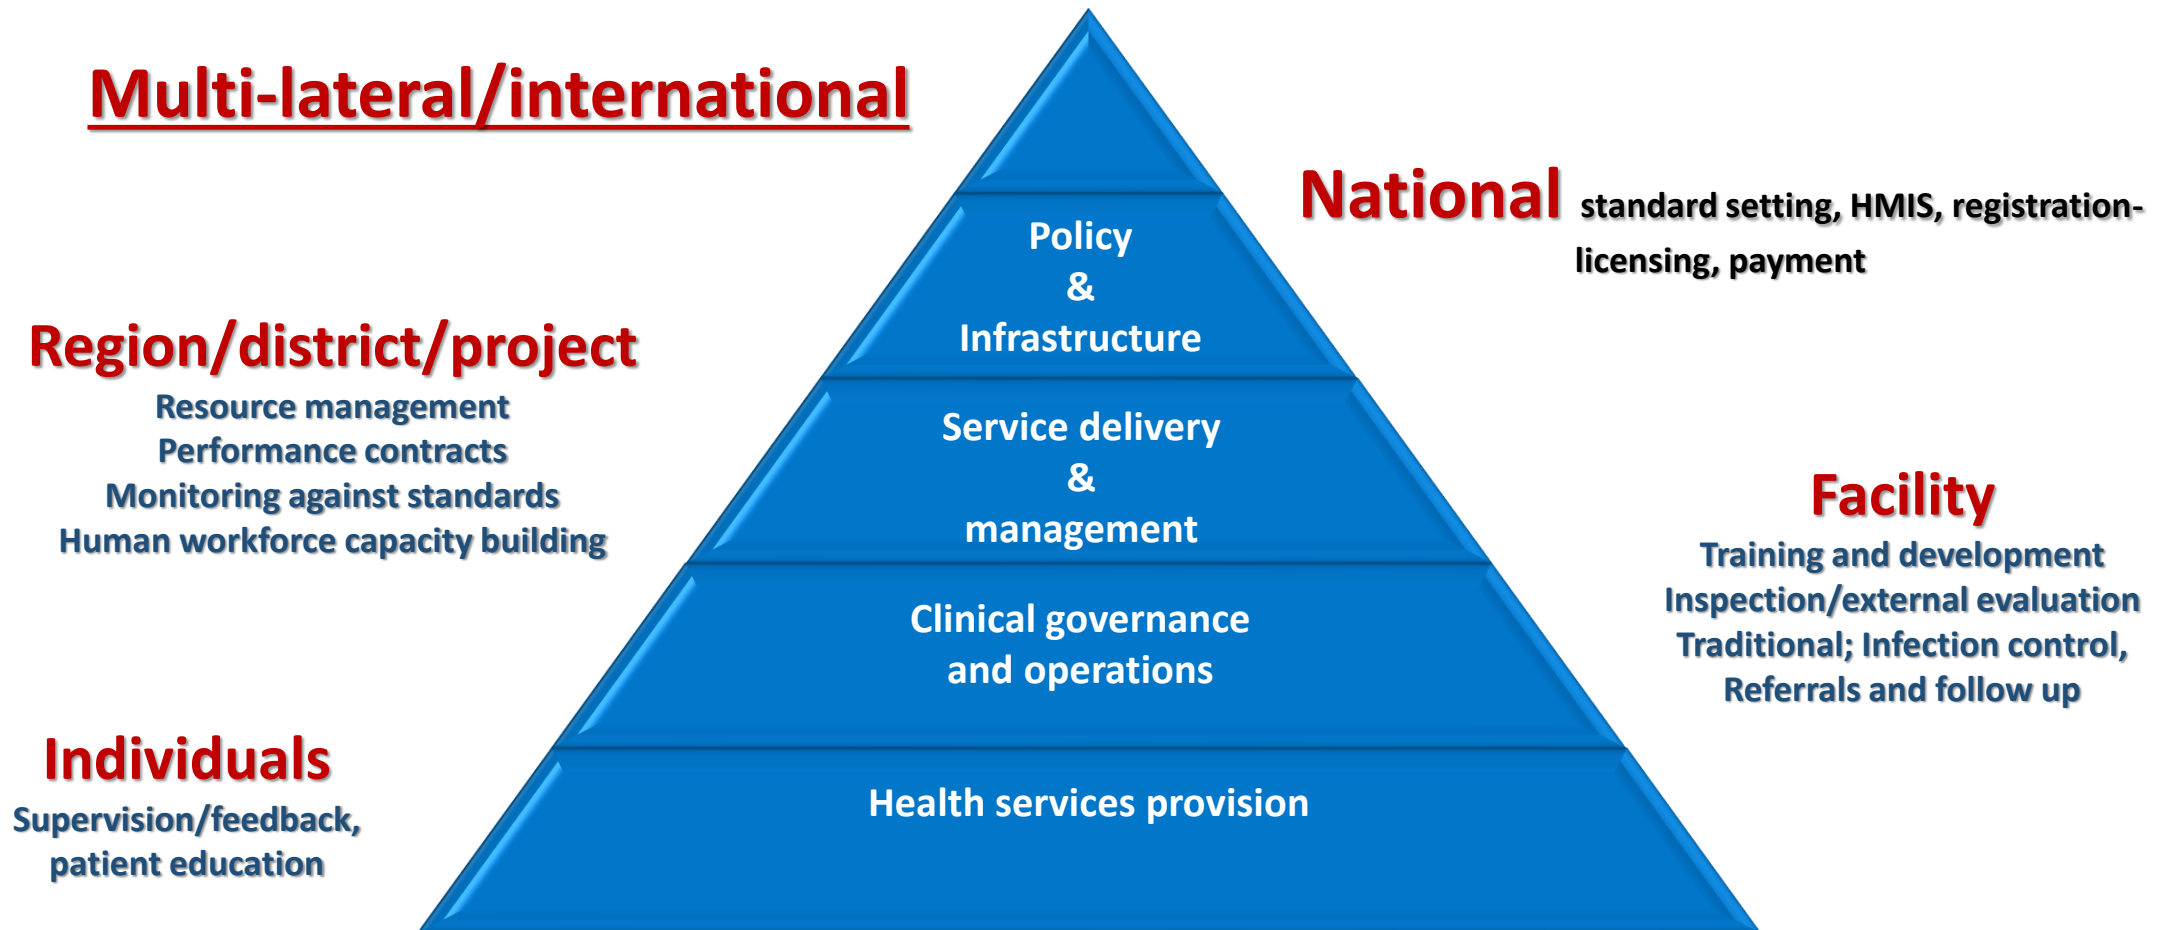 Multi-lateral/international
National standard setting, HMIS, registration-
licensing, payment
Policy
&
Infrastructure
Region/district/project
Resource management
Performance contracts
Monitoring against standards
Human workforce capacity building
Service delivery
&
management
Facility
Training and development
Inspection/external evaluation
Traditional; Infection control,
Referrals and follow up
Clinical governance
and operations
Individuals
Supervision/feedback,
patient education
Health services provision